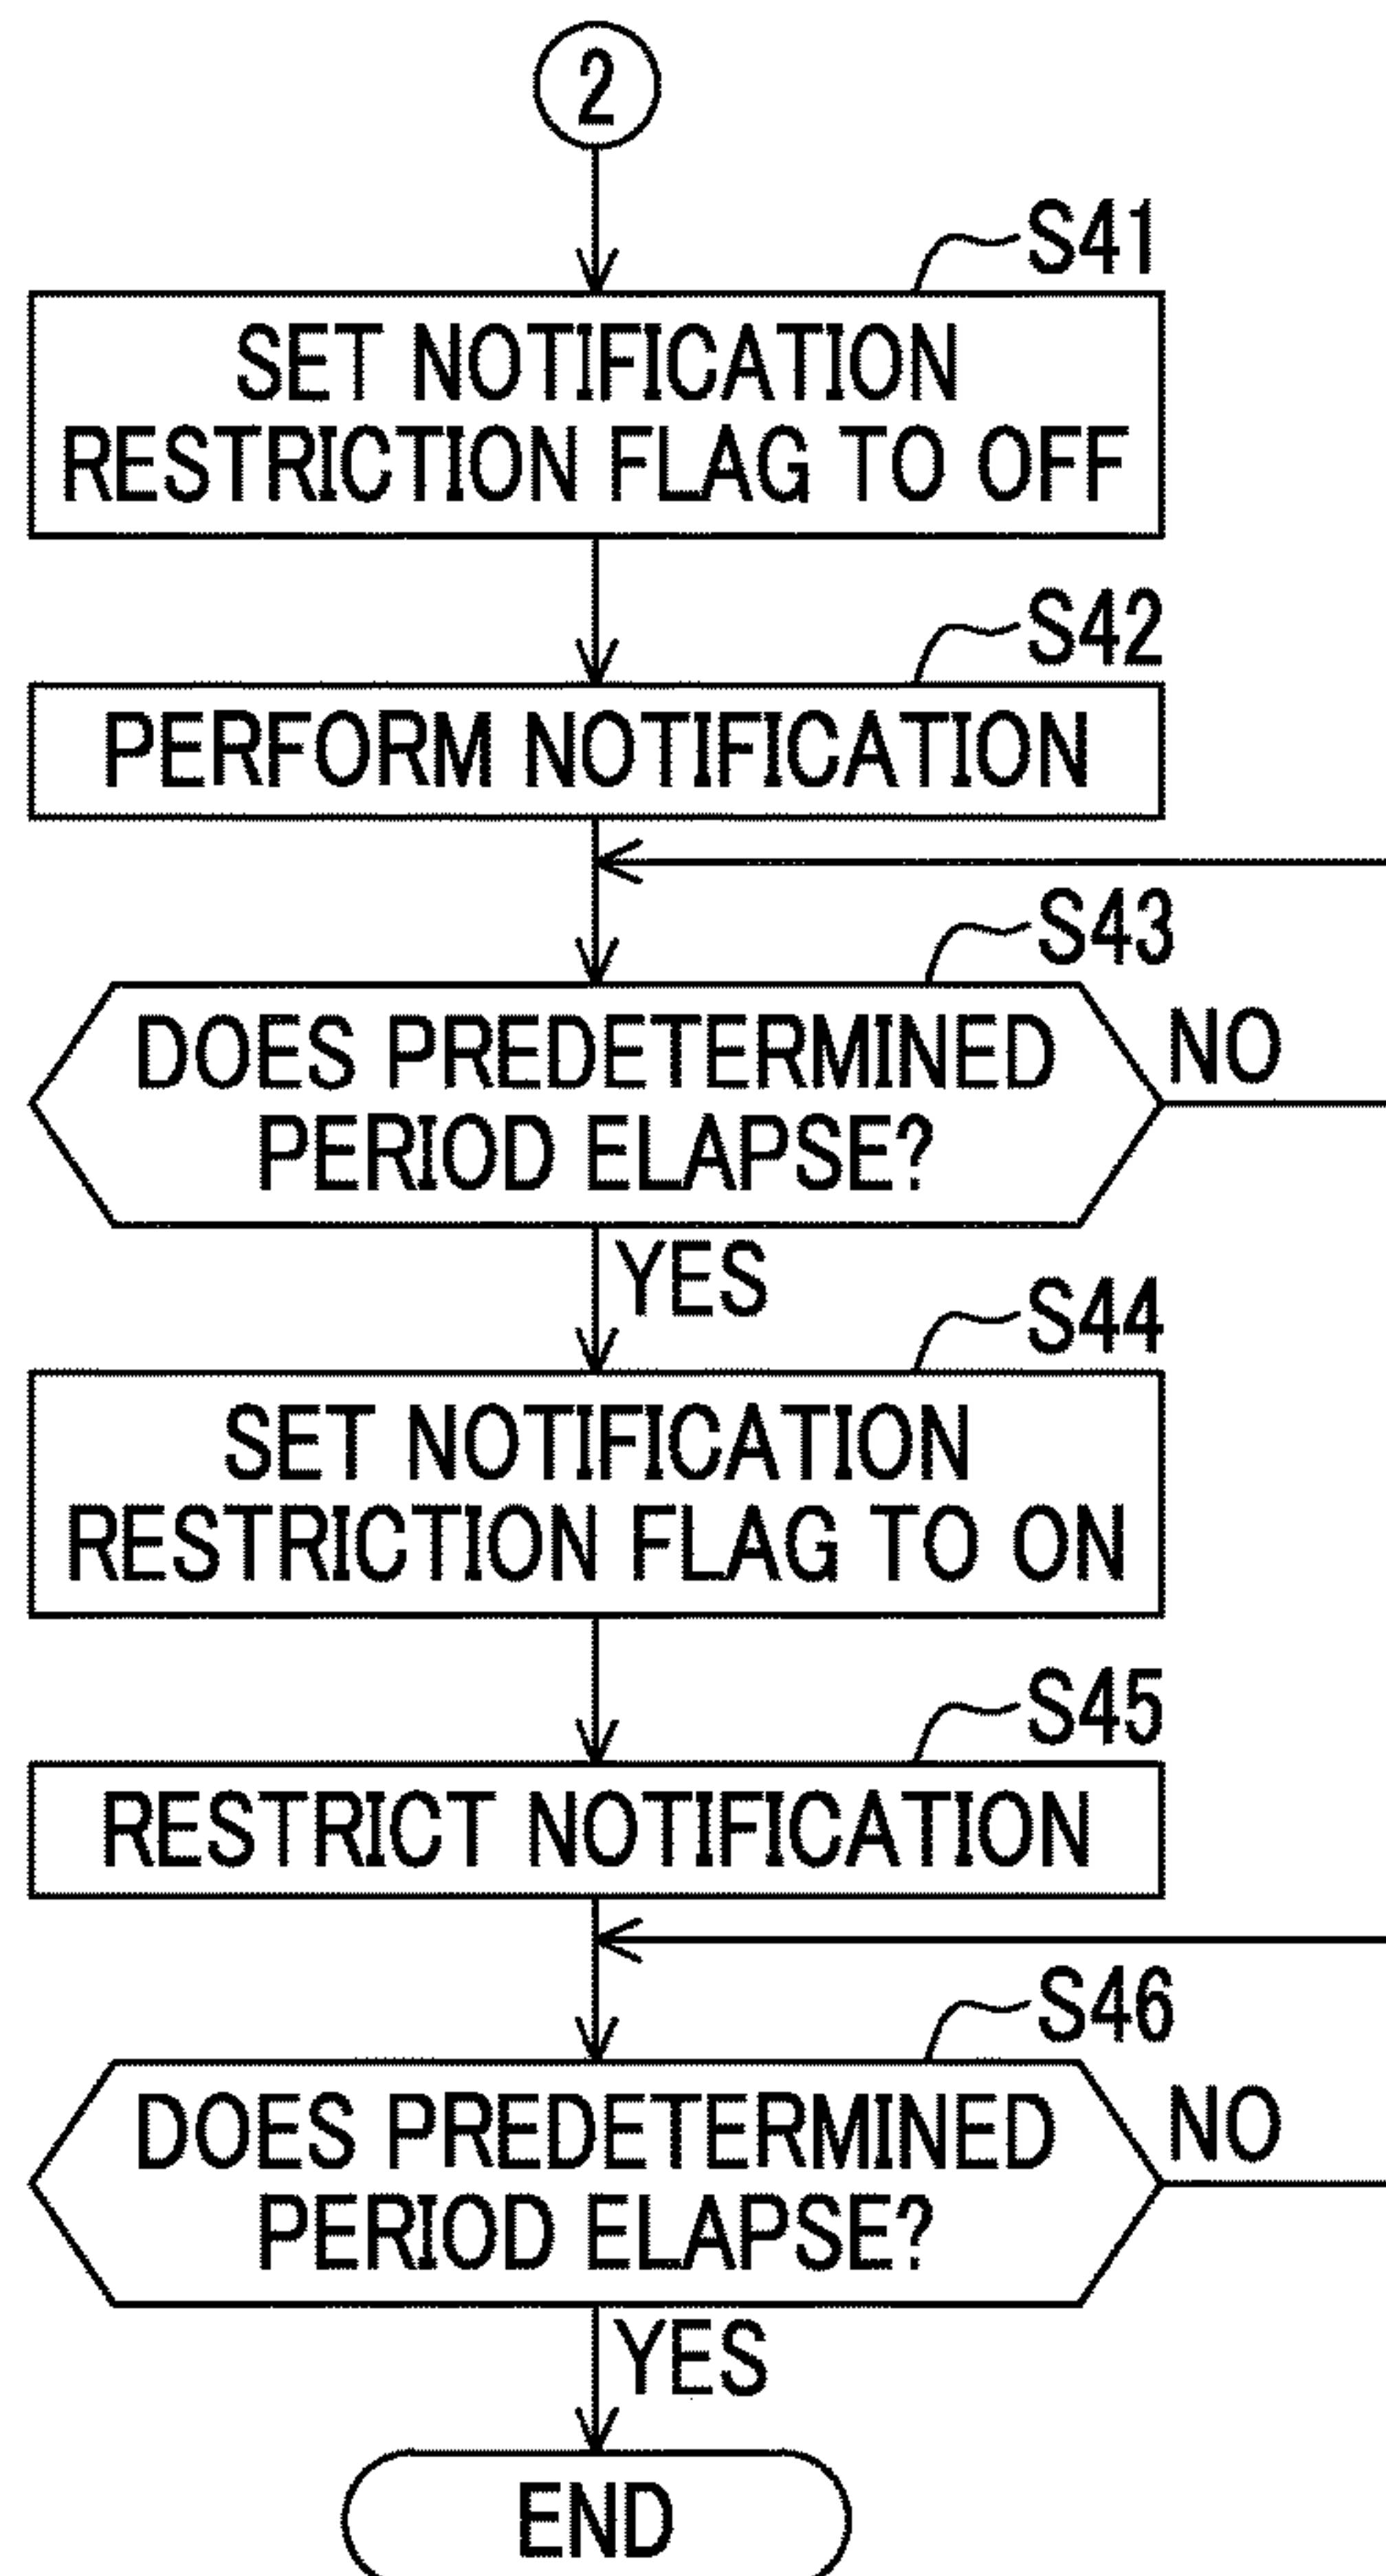 2
S41
SET NOTIFICATION
RESTRICTION FLAG TO OFF
S42
PERFORM NOTIFICATION
S43
DOES PREDETERMINED
PERIOD ELAPSE?
NO
YES
S44
SET NOTIFICATION
RESTRICTION FLAG TO ON
S45
RESTRICT NOTIFICATION
S46
DOES PREDETERMINED
PERIOD ELAPSE?
NO
YES
END